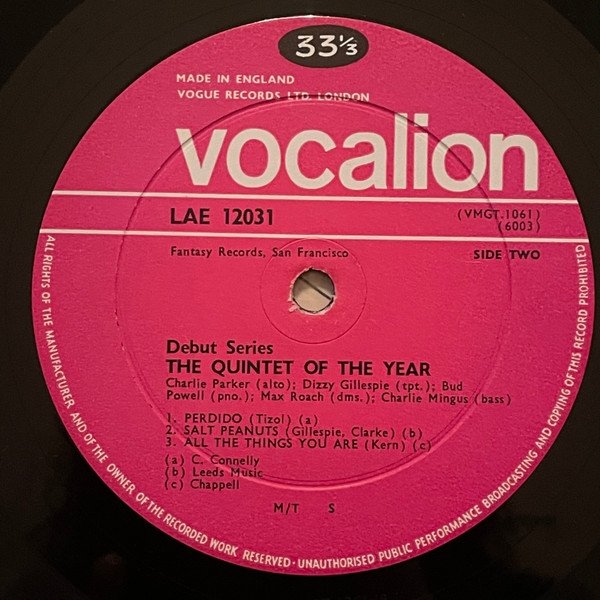 33⅓
MADE IN ENGLAND
VOGUE RECORDS LTD. LONDON
vocalion
LAE 12031
(VMGT.1061)
(6003)
Fantasy Records, San Francisco
SIDE TWO
Debut Series
THE QUINTET OF THE YEAR
Charlie Parker (alto); Dizzy Gillespie (tpt.); Bud
Powell (pno.); Max Roach (dms.); Charlie Mingus (bass)
1. PERDIDO (Tizol) (a)
2. SALT PEANUTS (Gillespie, Clarke) (b)
3. ALL THE THINGS YOU ARE (Kern) (c)
(a) C. Connelly
(b) Leeds Music
(c) Chappell
M/T S
ALL RIGHTS OF THE MANUFACTURER AND OF THE OWNER OF THE RECORDED WORK RESERVED · UNAUTHORISED PUBLIC PERFORMANCE BROADCASTING AND COPYING OF THIS RECORD PROHIBITED